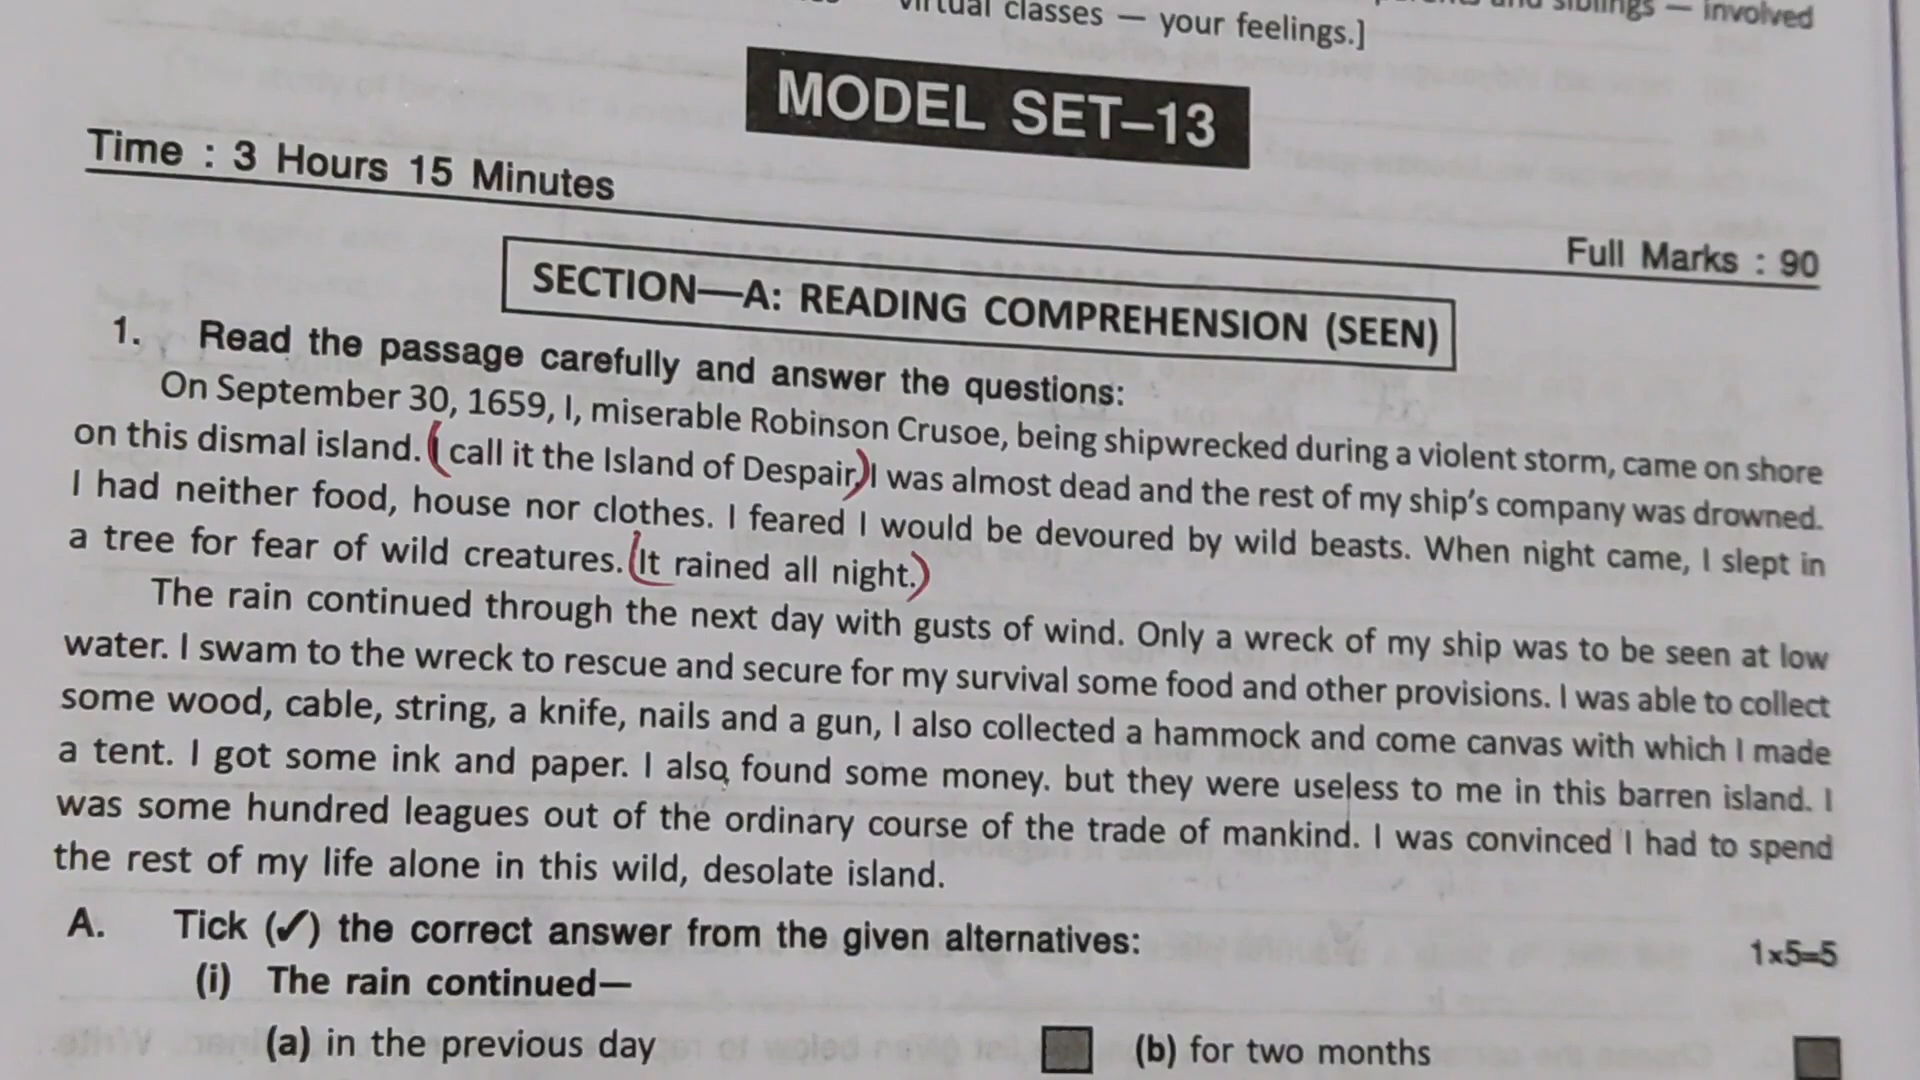 virtual classes — your feelings.] siblings — involved
MODEL SET–13
Time : 3 Hours 15 Minutes
Full Marks : 90
SECTION—A: READING COMPREHENSION (SEEN)
1. Read the passage carefully and answer the questions:
On September 30, 1659, I, miserable Robinson Crusoe, being shipwrecked during a violent storm, came on shore
on this dismal island. I call it the Island of Despair, I was almost dead and the rest of my ship's company was drowned.
I had neither food, house nor clothes. I feared I would be devoured by wild beasts. When night came, I slept in
a tree for fear of wild creatures. It rained all night.
The rain continued through the next day with gusts of wind. Only a wreck of my ship was to be seen at low
water. I swam to the wreck to rescue and secure for my survival some food and other provisions. I was able to collect
some wood, cable, string, a knife, nails and a gun, I also collected a hammock and come canvas with which I made
a tent. I got some ink and paper. I also found some money. but they were useless to me in this barren island. I
was some hundred leagues out of the ordinary course of the trade of mankind. I was convinced I had to spend
the rest of my life alone in this wild, desolate island.
A. Tick (✓) the correct answer from the given alternatives: 1x5=5
(i) The rain continued—
(a) in the previous day (b) for two months